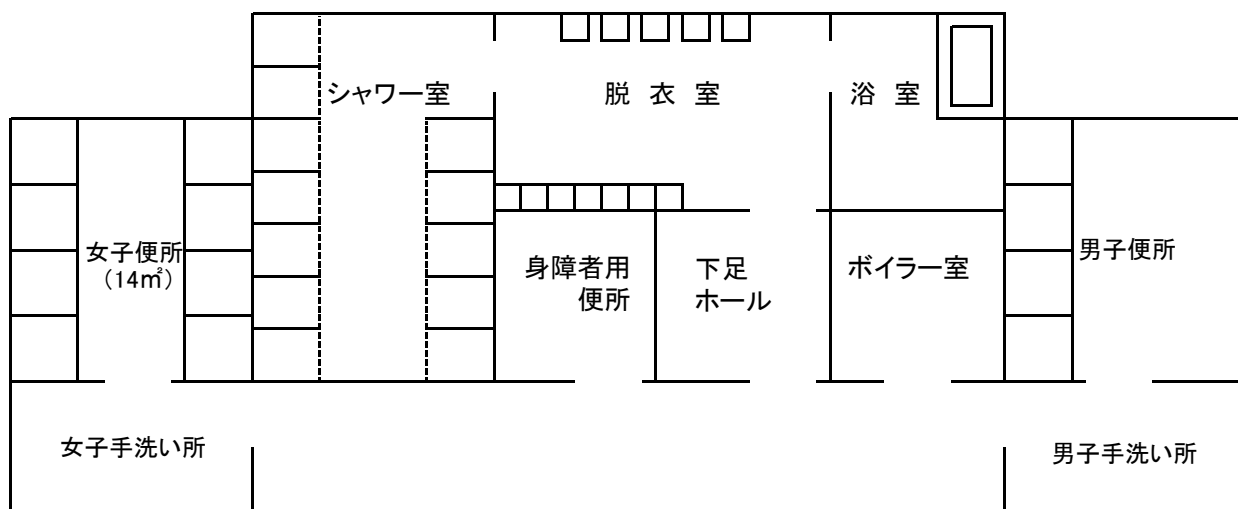 シャワー室
脱 衣 室
浴 室
女子便所
（14㎡）
身障者用
便所
下足
ホール
ボイラー室
男子便所
女子手洗い所
男子手洗い所